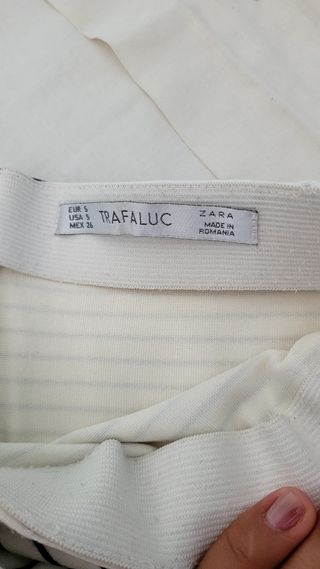 EUR S
USA S
MEX 26
TRAFALUC
ZARA
MADE IN
ROMANIA